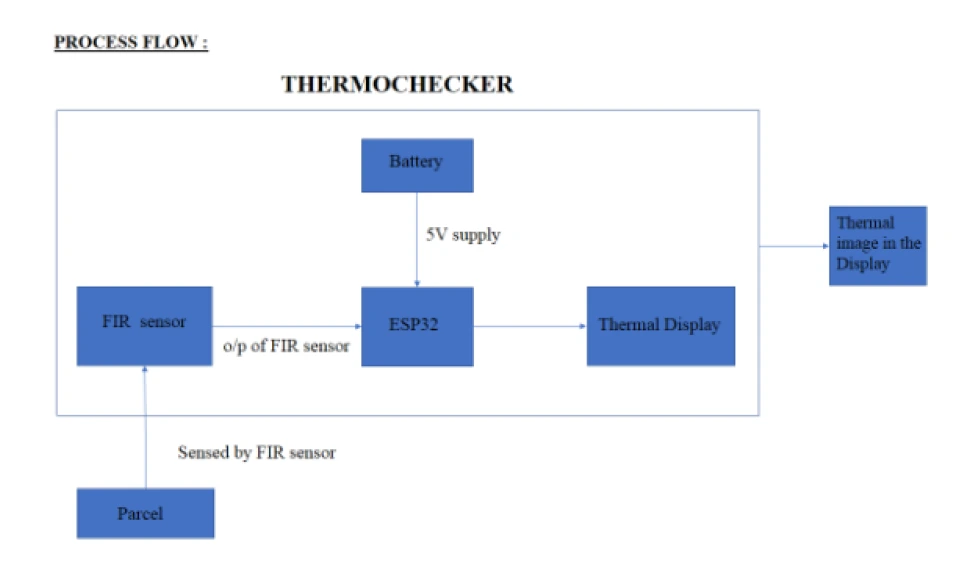 PROCESS FLOW :
THERMOCHECKER
Battery
5V supply
Thermal
image in the
Display
FIR sensor
ESP32
Thermal Display
o/p of FIR sensor
Sensed by FIR sensor
Parcel